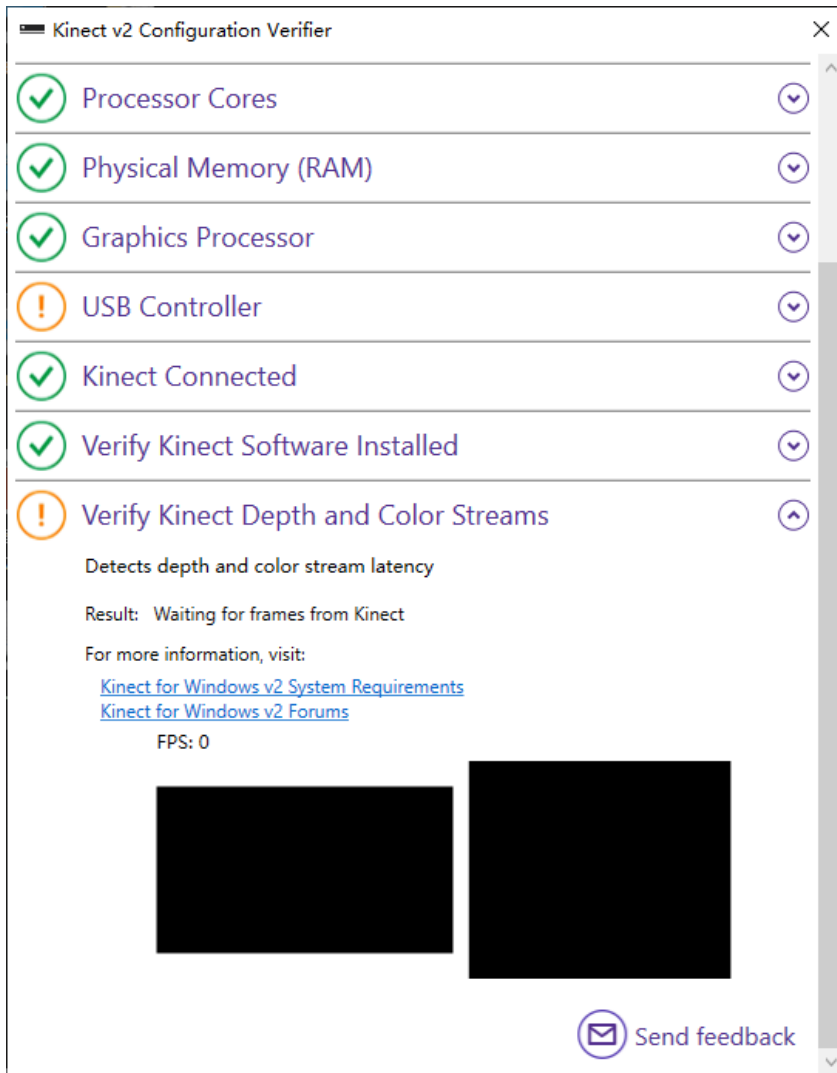 Kinect v2 Configuration Verifier
Processor Cores
Physical Memory (RAM)
Graphics Processor
USB Controller
Kinect Connected
Verify Kinect Software Installed
Verify Kinect Depth and Color Streams
Detects depth and color stream latency
Result: Waiting for frames from Kinect
For more information, visit:
Kinect for Windows v2 System Requirements
Kinect for Windows v2 Forums
FPS: 0
Send feedback